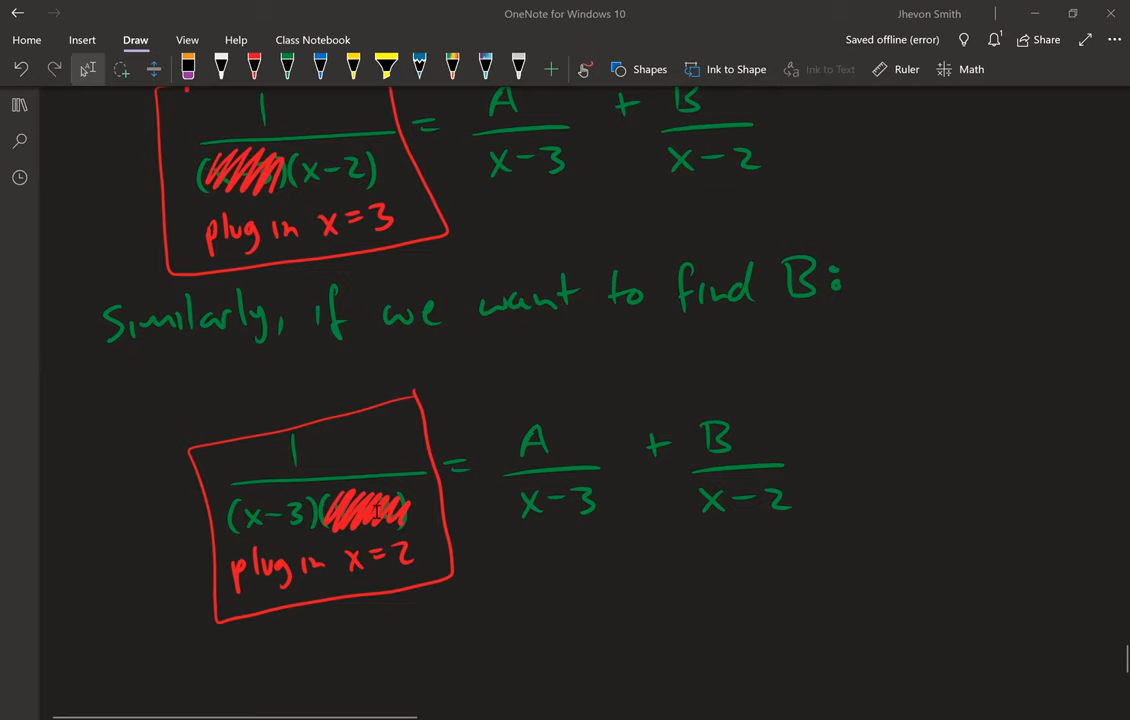 OneNote for Windows 10
Jhevon Smith
Home Insert Draw View Help Class Notebook
Saved offline (error)
1
Share
Shapes
Ink to Shape
Ink to Text
Ruler
Math
1 = A + B
( )(x-2) x-3 x-2
plug in x=3
Similarly, if we want to find B:
1 = A + B
(x-3)( ) x-3 x-2
plug in x=2